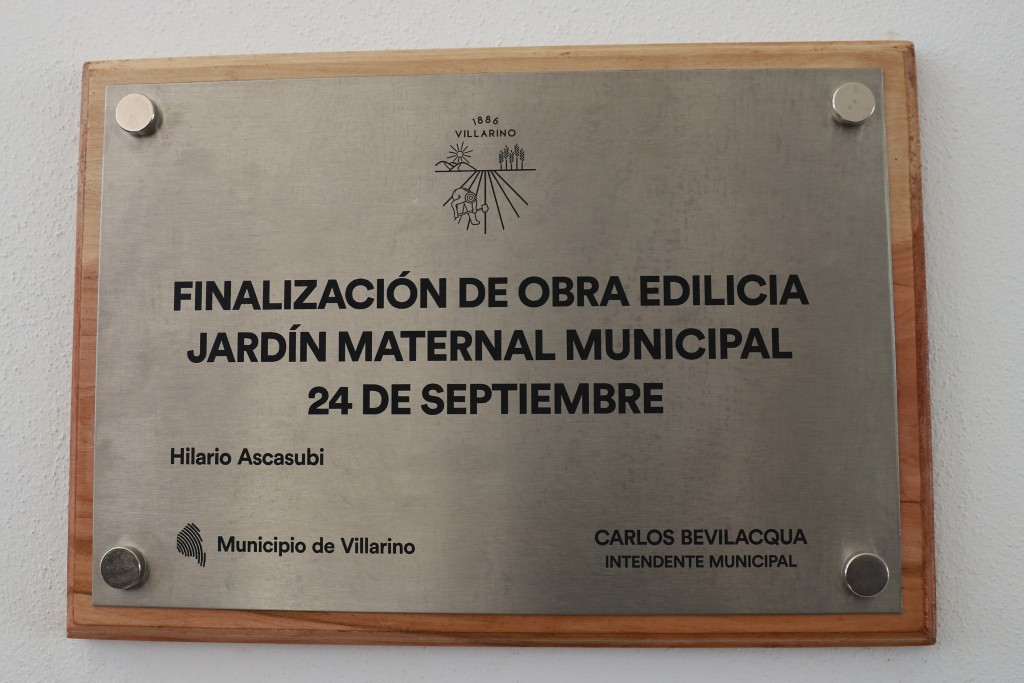 1886
VILLARINO
FINALIZACIÓN DE OBRA EDILICIA
JARDÍN MATERNAL MUNICIPAL
24 DE SEPTIEMBRE
Hilario Ascasubi
Municipio de Villarino
CARLOS BEVILACQUA
INTENDENTE MUNICIPAL